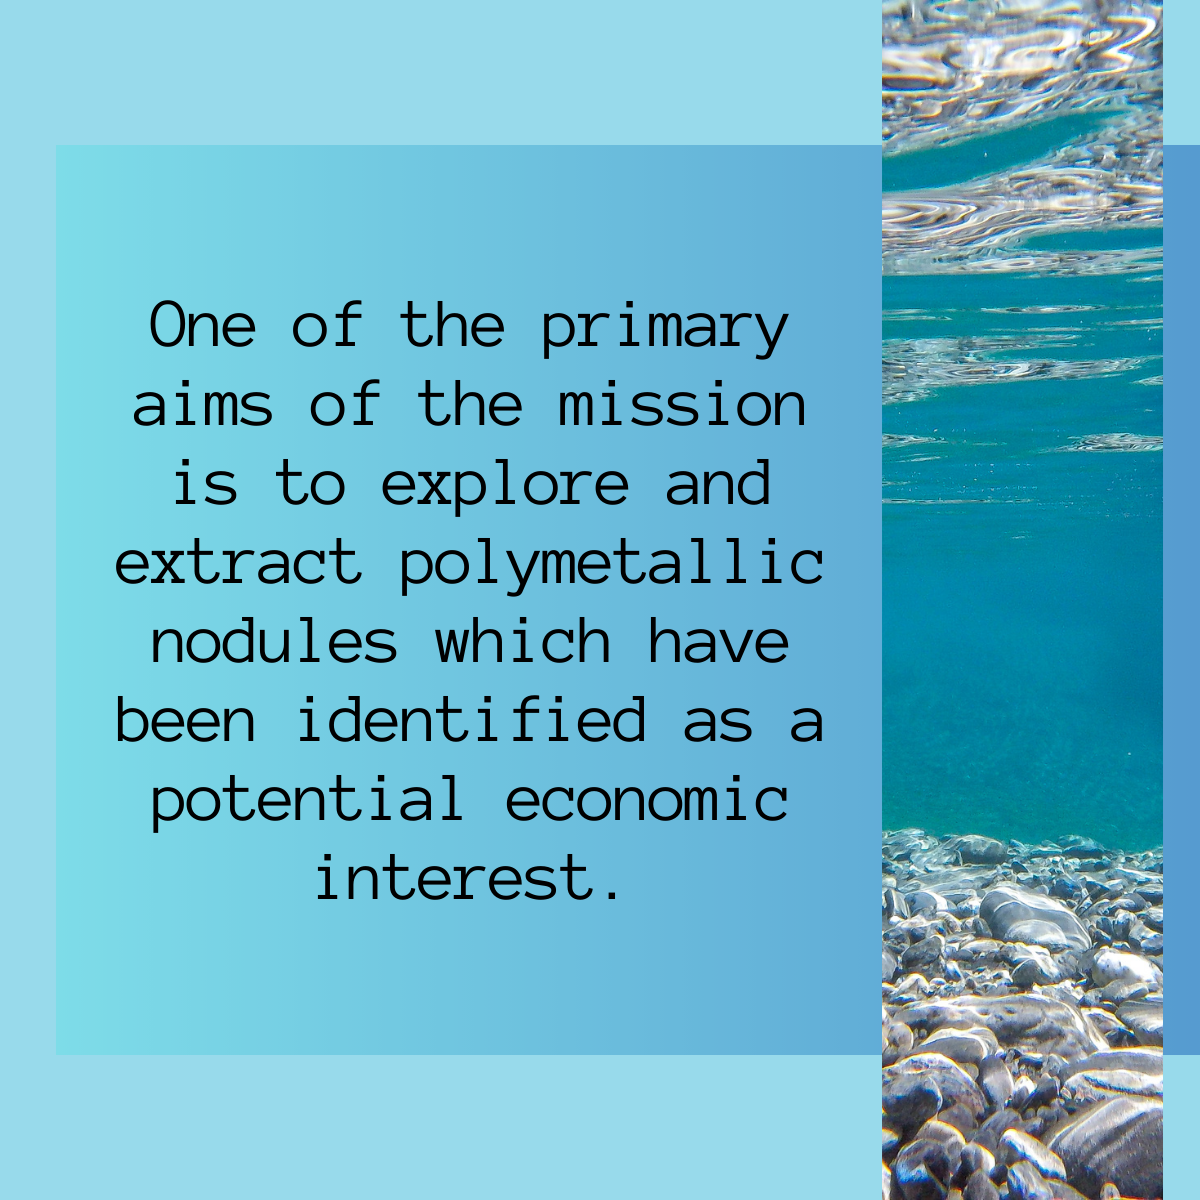 One of the primary
aims of the mission
is to explore and
extract polymetallic
nodules which have
been identified as a
potential economic
interest.